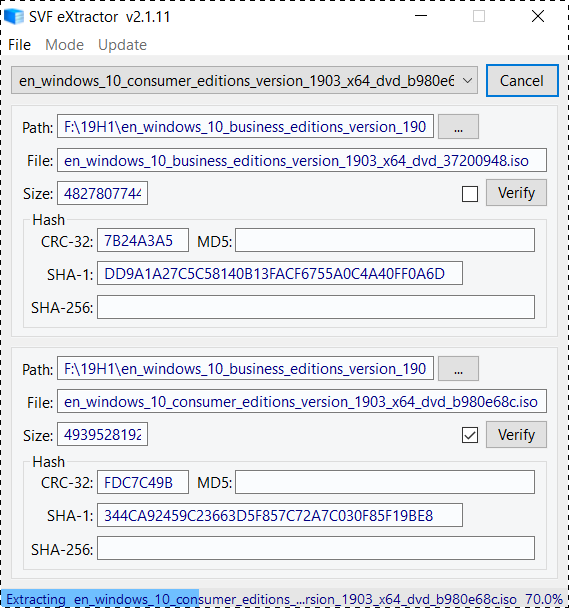 SVF eXtractor v2.1.11
File Mode Update
en_windows_10_consumer_editions_version_1903_x64_dvd_b980e6 Cancel
Path: F:\19H1\en_windows_10_business_editions_version_190 ...
File: en_windows_10_business_editions_version_1903_x64_dvd_37200948.iso
Size: 4827807744 Verify
Hash
CRC-32: 7B24A3A5 MD5:
SHA-1: DD9A1A27C5C58140B13FACF6755A0C4A40FF0A6D
SHA-256:
Path: F:\19H1\en_windows_10_business_editions_version_190 ...
File: en_windows_10_consumer_editions_version_1903_x64_dvd_b980e68c.iso
Size: 4939528192 Verify
Hash
CRC-32: FDC7C49B MD5:
SHA-1: 344CA92459C23663D5F857C72A7C030F85F19BE8
SHA-256:
Extracting en_windows_10_consumer_editions_...rsion_1903_x64_dvd_b980e68c.iso 70.0%